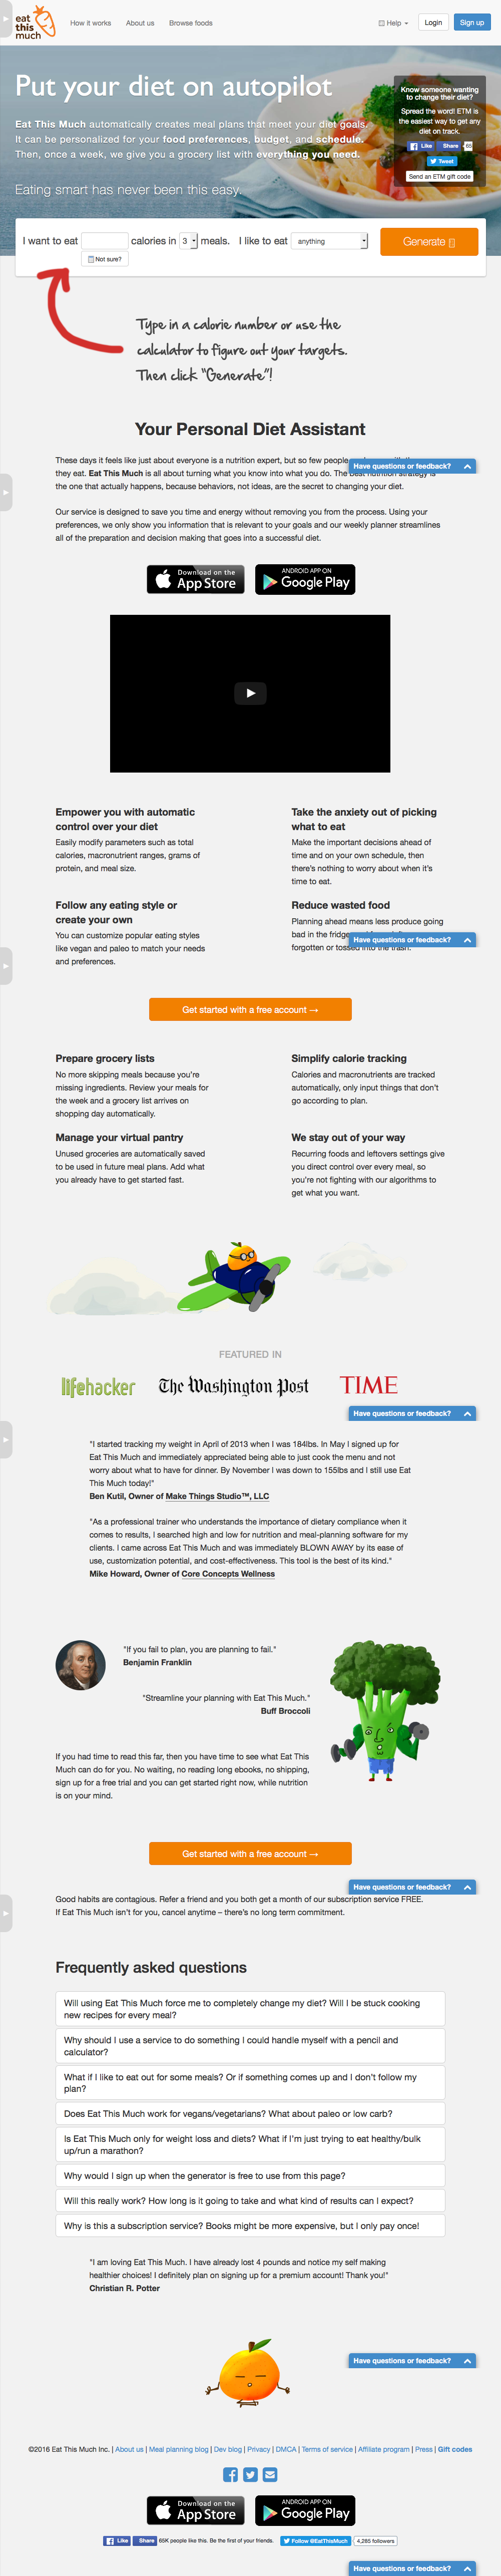 eat
this
much
How it works
About us
Browse foods
Help
Login
Sign up
Put your diet on autopilot
Eat This Much automatically creates meal plans that meet your diet goals.
It can be personalized for your food preferences, budget, and schedule.
Then, once a week, we give you a grocery list with everything you need.
Eating smart has never been this easy.
Know someone wanting
to change their diet?
Spread the word! ETM is
the easiest way to get any
diet on track.
Like
Share
65
Tweet
Send an ETM gift code
I want to eat
calories in
3
meals.
I like to eat
anything
Generate
Not sure?
Type in a calorie number or use the
calculator to figure out your targets.
Then click "Generate"!
Your Personal Diet Assistant
These days it feels like just about everyone is a nutrition expert, but so few people
Have questions or feedback?
they eat. Eat This Much is all about turning what you know into what you do. The best nutrition strategy is
the one that actually happens, because behaviors, not ideas, are the secret to changing your diet.
Our service is designed to save you time and energy without removing you from the process. Using your
preferences, we only show you information that is relevant to your goals and our weekly planner streamlines
all of the preparation and decision making that goes into a successful diet.
Download on the
App Store
ANDROID APP ON
Google Play
Empower you with automatic
control over your diet
Easily modify parameters such as total
calories, macronutrient ranges, grams of
protein, and meal size.
Take the anxiety out of picking
what to eat
Make the important decisions ahead of
time and on your own schedule, then
there's nothing to worry about when it's
time to eat.
Follow any eating style or
create your own
You can customize popular eating styles
like vegan and paleo to match your needs
and preferences.
Reduce wasted food
Planning ahead means less produce going
bad in the fridge
Have questions or feedback?
forgotten or tossed into the trash.
Get started with a free account →
Prepare grocery lists
No more skipping meals because you're
missing ingredients. Review your meals for
the week and a grocery list arrives on
shopping day automatically.
Simplify calorie tracking
Calories and macronutrients are tracked
automatically, only input things that don't
go according to plan.
Manage your virtual pantry
Unused groceries are automatically saved
to be used in future meal plans. Add what
you already have to get started fast.
We stay out of your way
Recurring foods and leftovers settings give
you direct control over every meal, so
you're not fighting with our algorithms to
get what you want.
FEATURED IN
lifehacker
The Washington Post
TIME
Have questions or feedback?
"I started tracking my weight in April of 2013 when I was 184lbs. In May I signed up for
Eat This Much and immediately appreciated being able to just cook the menu and not
worry about what to have for dinner. By November I was down to 155lbs and I still use Eat
This Much today!"
Ben Kutil, Owner of Make Things Studio™, LLC
"As a professional trainer who understands the importance of dietary compliance when it
comes to results, I searched high and low for nutrition and meal-planning software for my
clients. I came across Eat This Much and was immediately BLOWN AWAY by its ease of
use, customization potential, and cost-effectiveness. This tool is the best of its kind."
Mike Howard, Owner of Core Concepts Wellness
"If you fail to plan, you are planning to fail."
Benjamin Franklin
"Streamline your planning with Eat This Much."
Buff Broccoli
If you had time to read this far, then you have time to see what Eat This
Much can do for you. No waiting, no reading long ebooks, no shipping,
sign up for a free trial and you can get started right now, while nutrition
is on your mind.
Get started with a free account →
Have questions or feedback?
Good habits are contagious. Refer a friend and you both get a month of our subscription service FREE.
If Eat This Much isn't for you, cancel anytime – there's no long term commitment.
Frequently asked questions
Will using Eat This Much force me to completely change my diet? Will I be stuck cooking
new recipes for every meal?
Why should I use a service to do something I could handle myself with a pencil and
calculator?
What if I like to eat out for some meals? Or if something comes up and I don't follow my
plan?
Does Eat This Much work for vegans/vegetarians? What about paleo or low carb?
Is Eat This Much only for weight loss and diets? What if I'm just trying to eat healthy/bulk
up/run a marathon?
Why would I sign up when the generator is free to use from this page?
Will this really work? How long is it going to take and what kind of results can I expect?
Why is this a subscription service? Books might be more expensive, but I only pay once!
"I am loving Eat This Much. I have already lost 4 pounds and notice my self making
healthier choices! I definitely plan on signing up for a premium account! Thank you!"
Christian R. Potter
Have questions or feedback?
©2016 Eat This Much Inc. | About us | Meal planning blog | Dev blog | Privacy | DMCA | Terms of service | Affiliate program | Press | Gift codes
Download on the
App Store
ANDROID APP ON
Google Play
Like
Share
65K people like this. Be the first of your friends.
Follow @EatThisMuch
4,285 followers
Have questions or feedback?